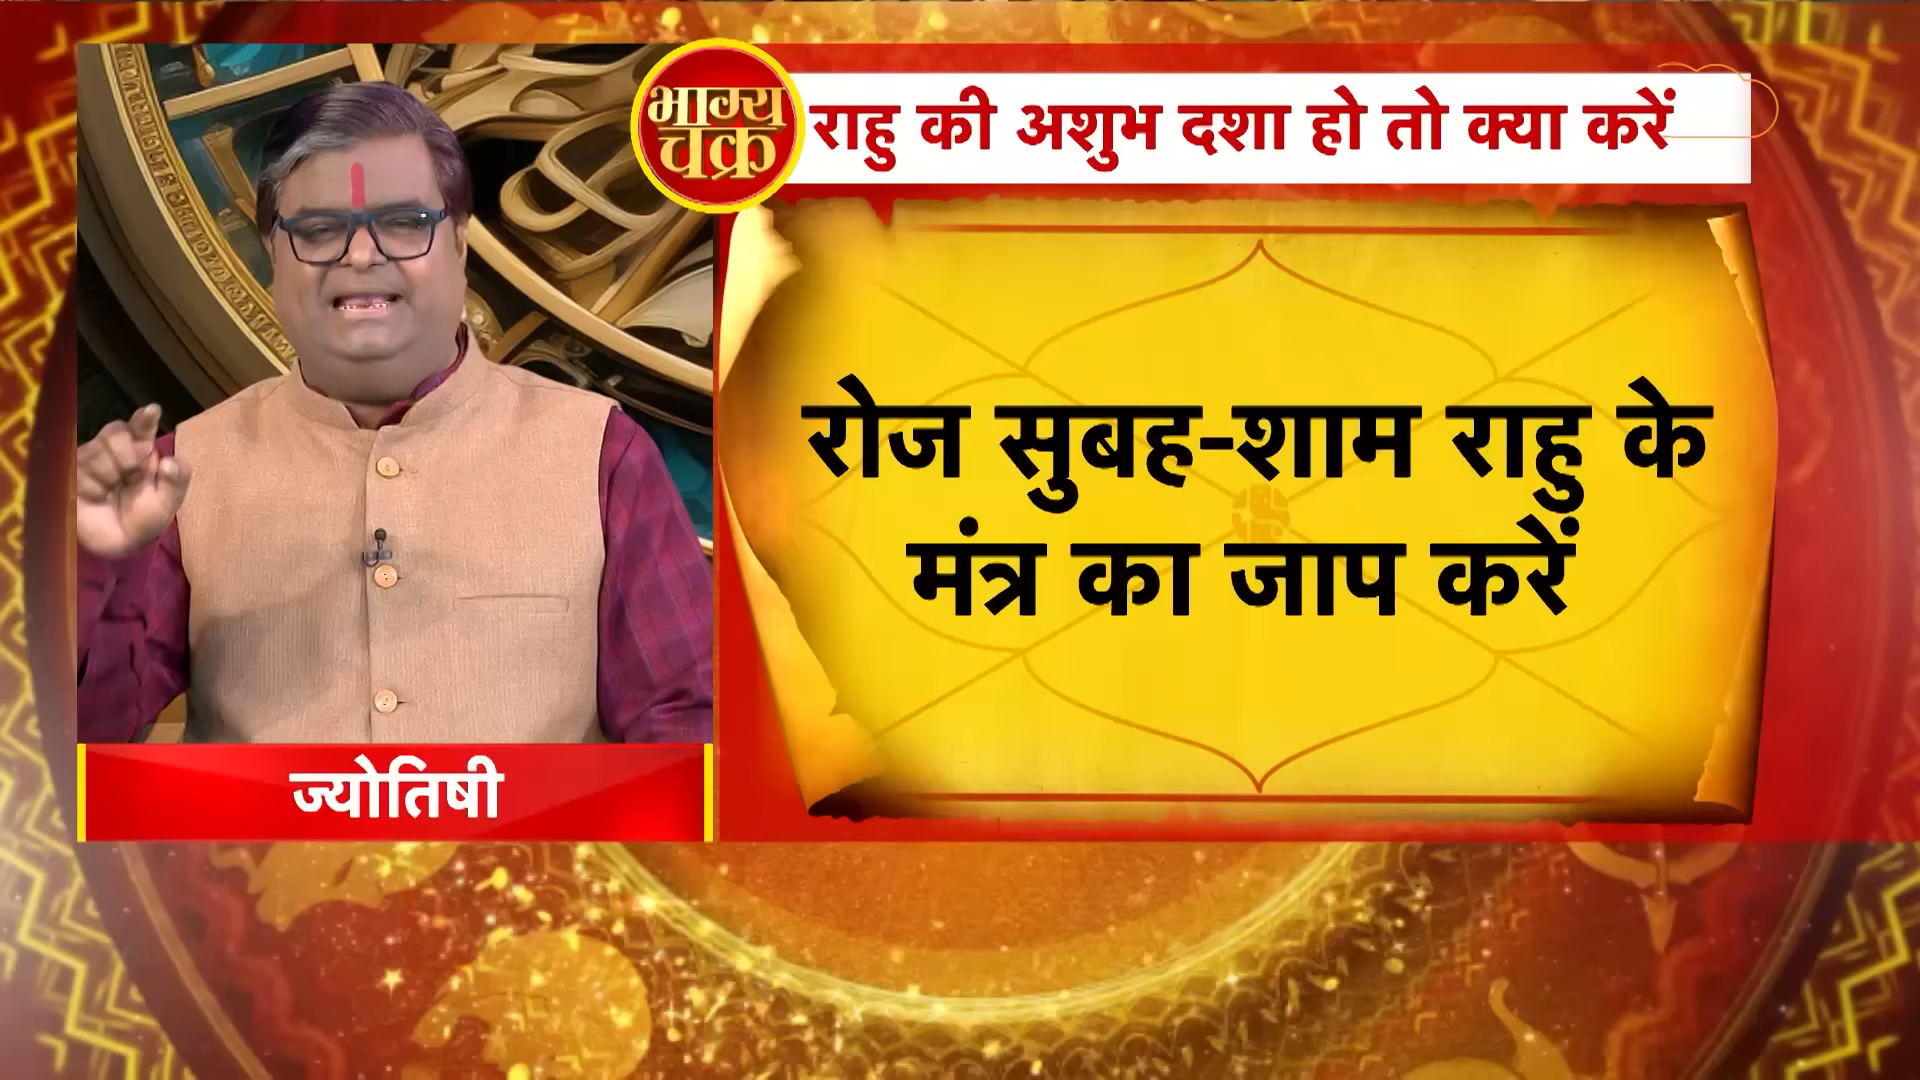 भाग्य
चक्र
राहु की अशुभ दशा हो तो क्या करें
रोज सुबह-शाम राहु के
मंत्र का जाप करें
ज्योतिषी